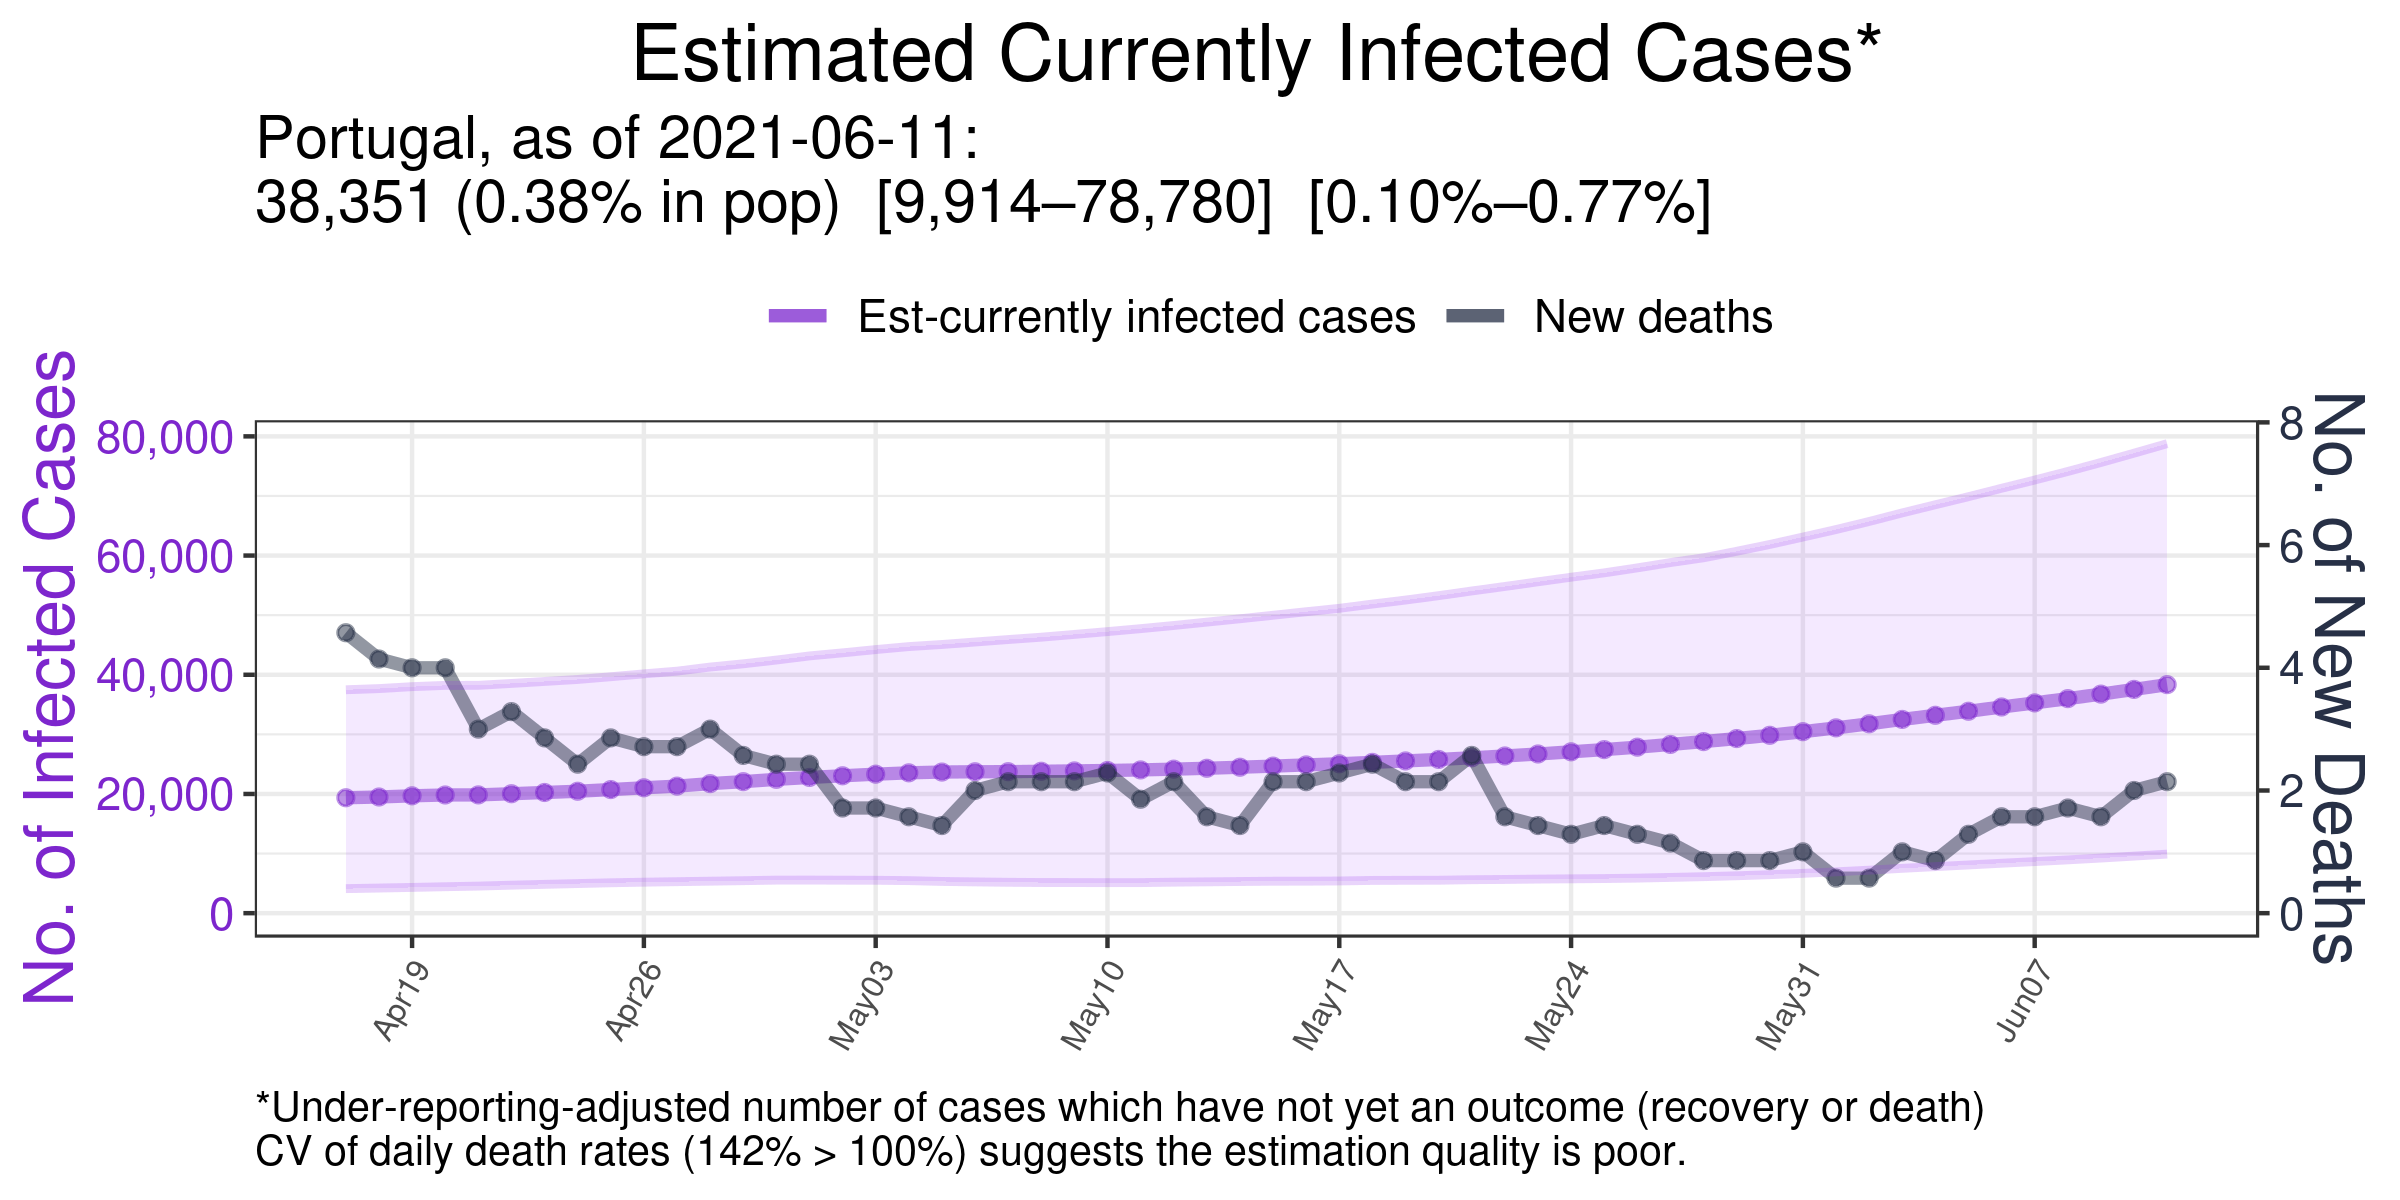 Estimated Currently Infected Cases*
Portugal, as of 2021-06-11:
38,351 (0.38% in pop)  [9,914–78,780]  [0.10%–0.77%]
Est-currently infected cases
New deaths
No. of Infected Cases
80,000
60,000
40,000
20,000
0
8
6
4
2
0
No. of New Deaths
Apr19
Apr26
May03
May10
May17
May24
May31
Jun07
*Under-reporting-adjusted number of cases which have not yet an outcome (recovery or death)
CV of daily death rates (142% > 100%) suggests the estimation quality is poor.